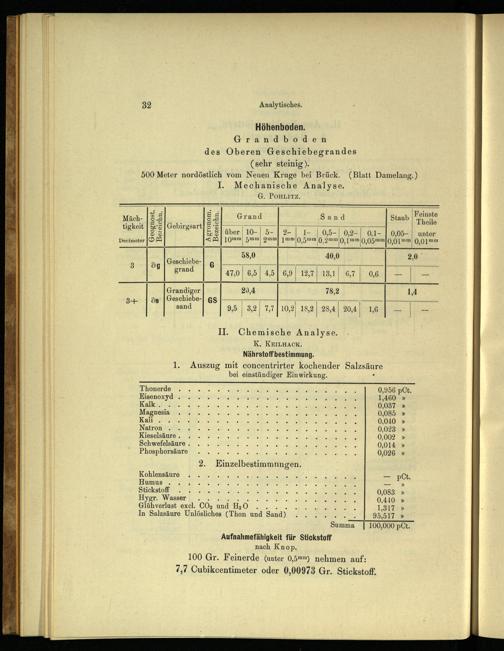 32
Analytisches.
Höhenboden.
Grandboden
des Oberen Geschiebegrandes
(sehr steinig).
500 Meter nordöstlich vom Neuen Kruge bei Brück. (Blatt Damelang.)
I. Mechanische Analyse.
G. POHLITZ.
Mäch-tigkeit Decimeter Geognost. Bezeichn. Gebirgsart Agronom. Bezeichn. Grand Sand Staub Feinste Theile
über 10mm 10-5mm 5-2mm 2-1mm 1-0,5mm 0,5-0,2mm 0,2-0,1mm 0,1-0,05mm 0,05-0,01mm unter 0,01mm
58,0 40,0 2,0
3 ∂g Geschiebe-grand G
47,0 6,5 4,5 6,9 12,7 13,1 6,7 0,6 — —
20,4 78,2 1,4
3+ ∂s Grandiger Geschiebe-sand GS
9,5 3,2 7,7 10,2 18,2 28,4 20,4 1,6 — —
II. Chemische Analyse.
K. KEILHACK.
Nährstoffbestimmung.
1. Auszug mit concentrirter kochender Salzsäure
bei einstündiger Einwirkung.
Thonerde 0,956 pCt.
Eisenoxyd 1,460 »
Kalk 0,037 »
Magnesia 0,085 »
Kali 0,040 »
Natron 0,023 »
Kieselsäure 0,002 »
Schwefelsäure 0,014 »
Phosphorsäure 0,026 »
2. Einzelbestimmungen.
Kohlensäure — pCt.
Humus — »
Stickstoff 0,083 »
Hygr. Wasser 0,440 »
Glühverlust excl. CO2 und H2O 1,317 »
In Salzsäure Unlösliches (Thon und Sand) 95,517 »
Summa 100,000 pCt.
Aufnahmefähigkeit für Stickstoff
nach Knop.
100 Gr. Feinerde (unter 0,5mm) nehmen auf:
7,7 Cubikcentimeter oder 0,00973 Gr. Stickstoff.